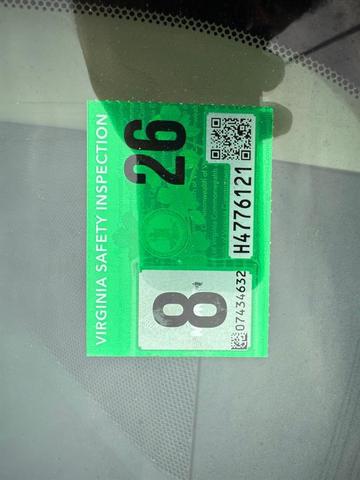 VIRGINIA SAFETY INSPECTION
26
8
H4776121
07434632